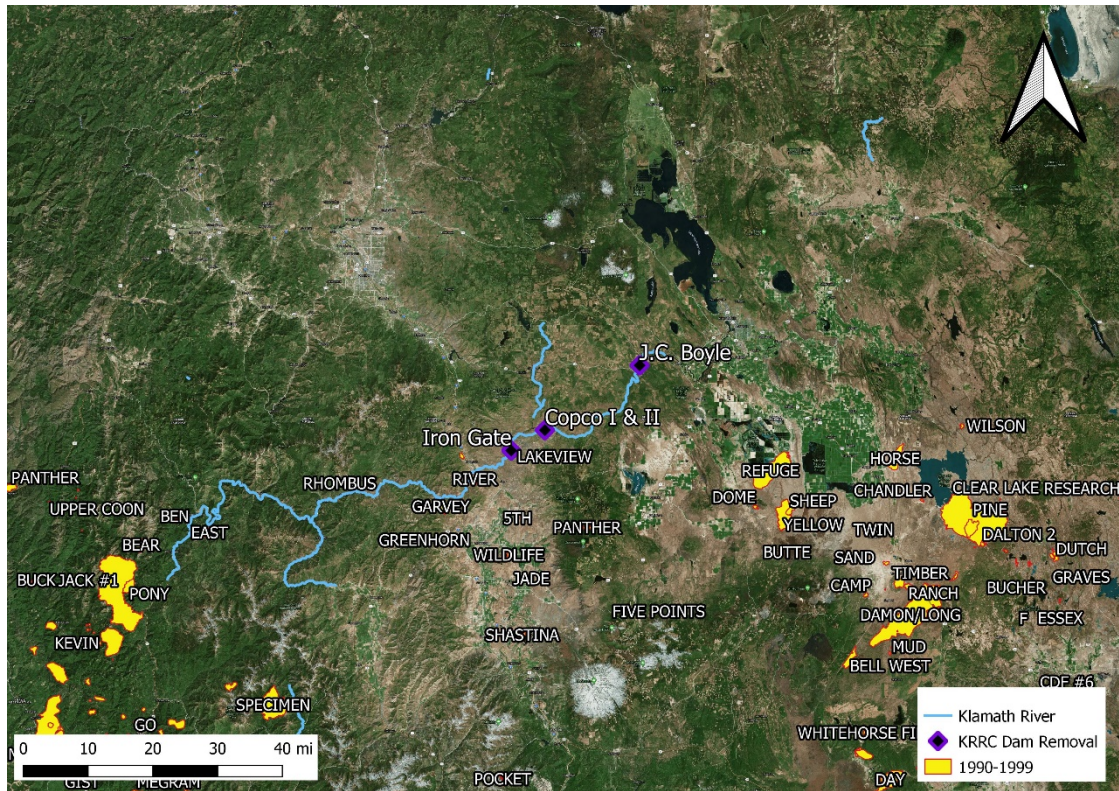 J.C. Boyle
Copco I & II
Iron Gate
LAKEVIEW
WILSON
PANTHER
RHOMBUS
RIVER
REFUGE
HORSE
UPPER COON
GARVEY
DOME
SHEEP
CHANDLER
CLEAR LAKE RESEARCH
BEN
EAST
5TH
PANTHER
YELLOW
PINE
TWIN
DALTON 2
BEAR
GREENHORN
WILDLIFE
BUTTE
SAND
DUTCH
BUCK
JACK #1
PONY
JADE
CAMP
TIMBER
RANCH
BUCHER
GRAVES
FIVE POINTS
DAMON/LONG
F
ESSEX
KEVIN
SHASTINA
MUD
BELL WEST
CDF #6
SPECIMEN
GO
WHITEHORSE FI
GIST
MEGRAM
POCKET
DAY
0 10 20 30 40 mi
Klamath River
KRRC Dam Removal
1990-1999